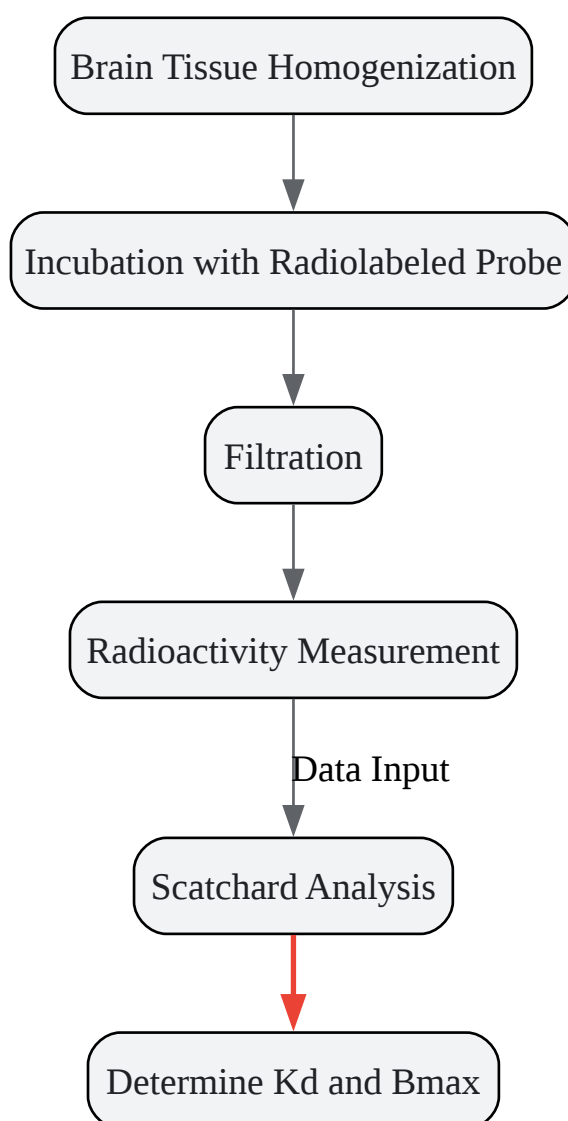 Brain Tissue Homogenization
Incubation with Radiolabeled Probe
Filtration
Radioactivity Measurement
Data Input
Scatchard Analysis
Determine Kd and Bmax